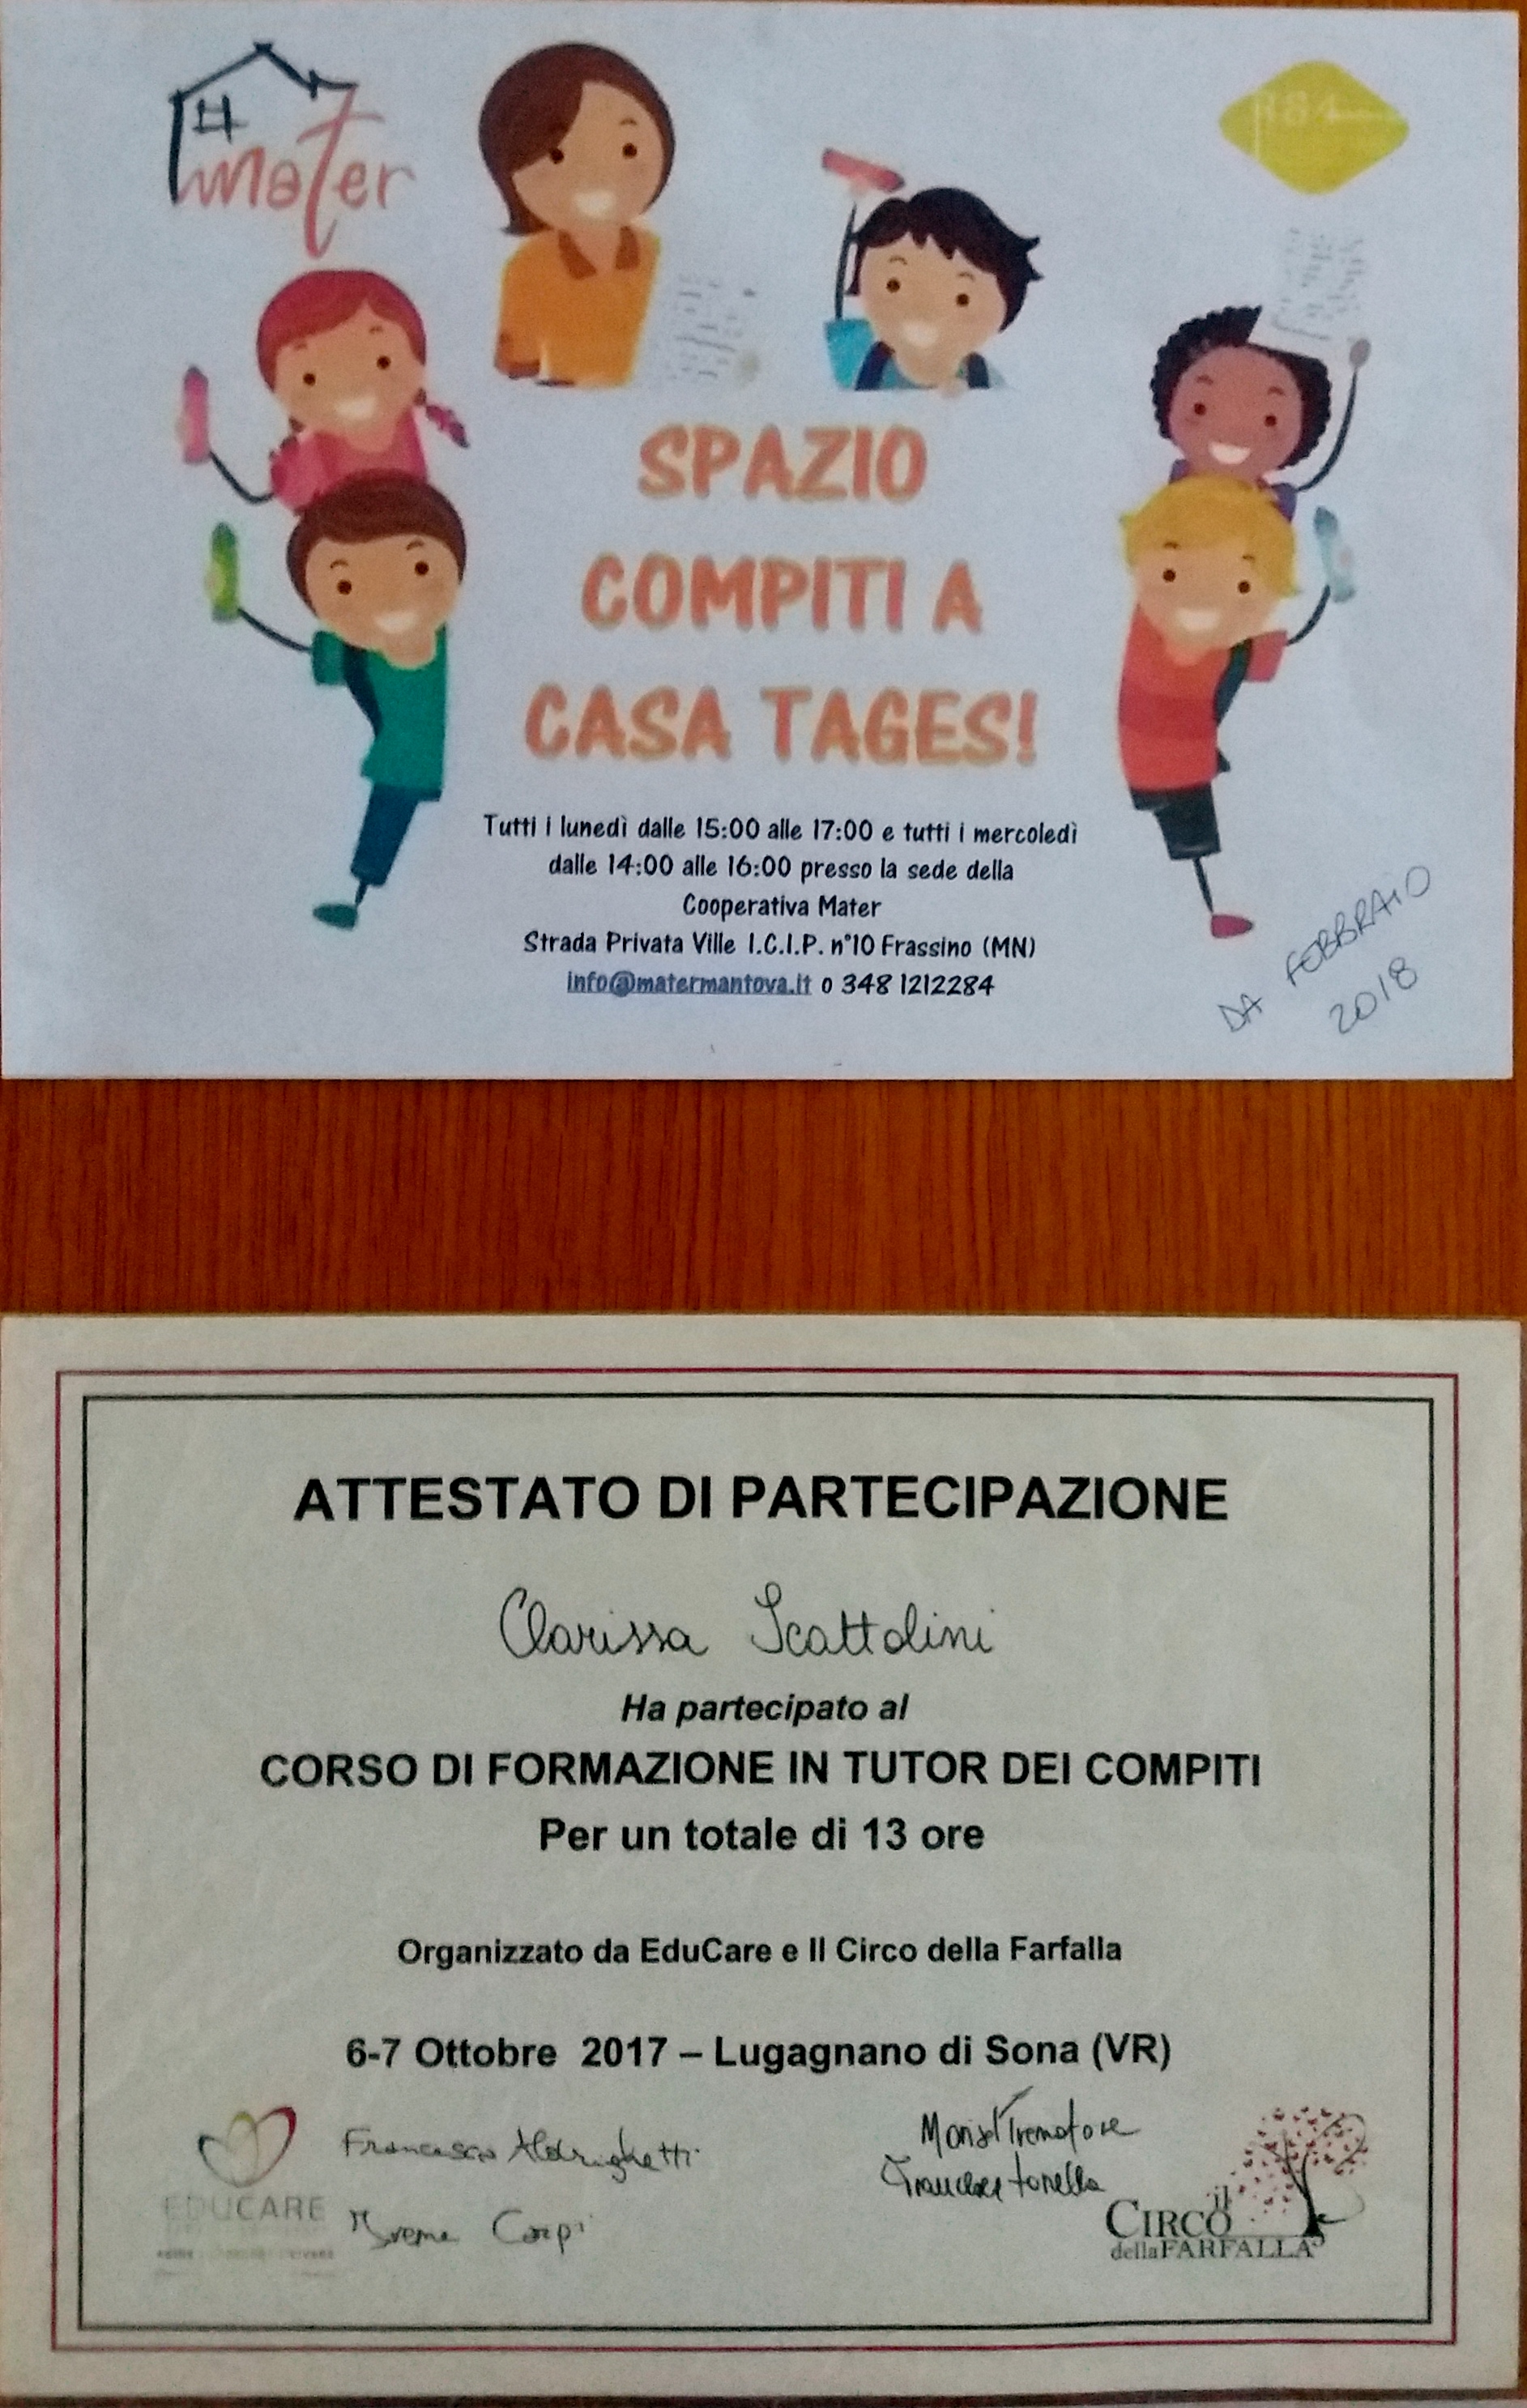 mater
SPAZIO
COMPITI A
CASA TAGES!
Tutti i lunedì dalle 15:00 alle 17:00 e tutti i mercoledì
dalle 14:00 alle 16:00 presso la sede della
Cooperativa Mater
Strada Privata Ville I.C.I.P. n°10 Frassino (MN)
info@matermantova.it o 348 1212284
DA FEBBRAIO
2018
ATTESTATO DI PARTECIPAZIONE
Clarissa Scattolini
Ha partecipato al
CORSO DI FORMAZIONE IN TUTOR DEI COMPITI
Per un totale di 13 ore
Organizzato da EduCare e Il Circo della Farfalla
6-7 Ottobre 2017 – Lugagnano di Sona (VR)
EDUCARE
Francesca Aldrighetti
Irene Carpi
Trematore
Tonella
il
CIRCO
della FARFALLA